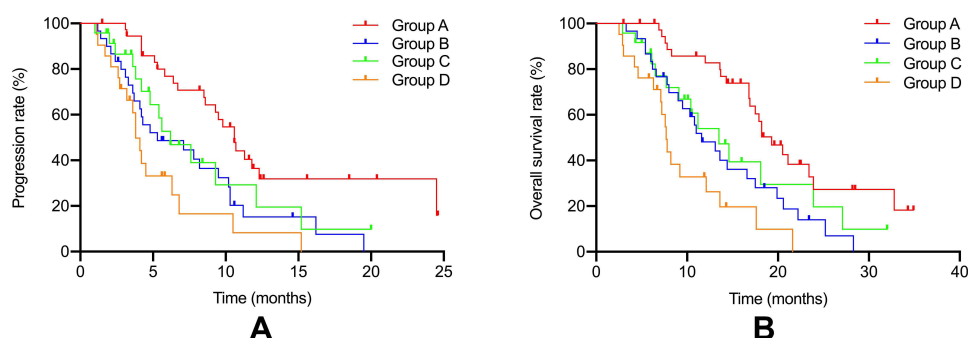 Progression rate (%)
100
80
60
40
20
0
0 5 10 15 20 25
Time (months)
Group A
Group B
Group C
Group D
A
Overall survival rate (%)
100
80
60
40
20
0
0 10 20 30 40
Time (months)
Group A
Group B
Group C
Group D
B